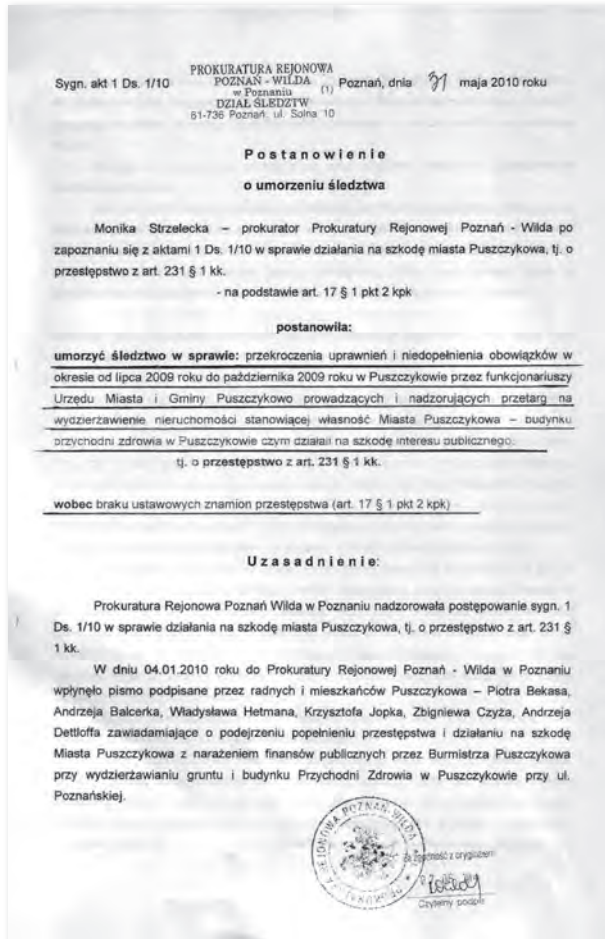 Sygn. akt 1 Ds. 1/10
PROKURATURA REJONOWA
POZNAŃ - WILDA
w Poznaniu (1)
DZIAŁ ŚLEDZTW
61-736 Poznań, ul. Solna 10
Poznań, dnia 31 maja 2010 roku
Postanowienie
o umorzeniu śledztwa
Monika Strzelecka – prokurator Prokuratury Rejonowej Poznań - Wilda po
zapoznaniu się z aktami 1 Ds. 1/10 w sprawie działania na szkodę miasta Puszczykowa, tj. o
przestępstwo z art. 231 § 1 kk.
- na podstawie art. 17 § 1 pkt 2 kpk
postanowiła:
umorzyć śledztwo w sprawie: przekroczenia uprawnień i niedopełnienia obowiązków w
okresie od lipca 2009 roku do października 2009 roku w Puszczykowie przez funkcjonariuszy
Urzędu Miasta i Gminy Puszczykowo prowadzących i nadzorujących przetarg na
wydzierżawienie nieruchomości stanowiącej własność Miasta Puszczykowa – budynku
przychodni zdrowia w Puszczykowie czym działali na szkodę interesu publicznego.
tj. o przestępstwo z art. 231 § 1 kk.
wobec braku ustawowych znamion przestępstwa (art. 17 § 1 pkt 2 kpk)
Uzasadnienie:
Prokuratura Rejonowa Poznań Wilda w Poznaniu nadzorowała postępowanie sygn. 1
Ds. 1/10 w sprawie działania na szkodę miasta Puszczykowa, tj. o przestępstwo z art. 231 §
1 kk.
W dniu 04.01.2010 roku do Prokuratury Rejonowej Poznań - Wilda w Poznaniu
wpłynęło pismo podpisane przez radnych i mieszkańców Puszczykowa – Piotra Bekasa,
Andrzeja Balcerka, Władysława Hetmana, Krzysztofa Jopka, Zbigniewa Czyża, Andrzeja
Dettloffa zawiadamiające o podejrzeniu popełnieniu przestępstwa i działaniu na szkodę
Miasta Puszczykowa z narażeniem finansów publicznych przez Burmistrza Puszczykowa
przy wydzierżawianiu gruntu i budynku Przychodni Zdrowia w Puszczykowie przy ul.
Poznańskiej.
REJONOWA POZNAŃ-WILDA
zgodność z oryginałem
Czytelny podpis